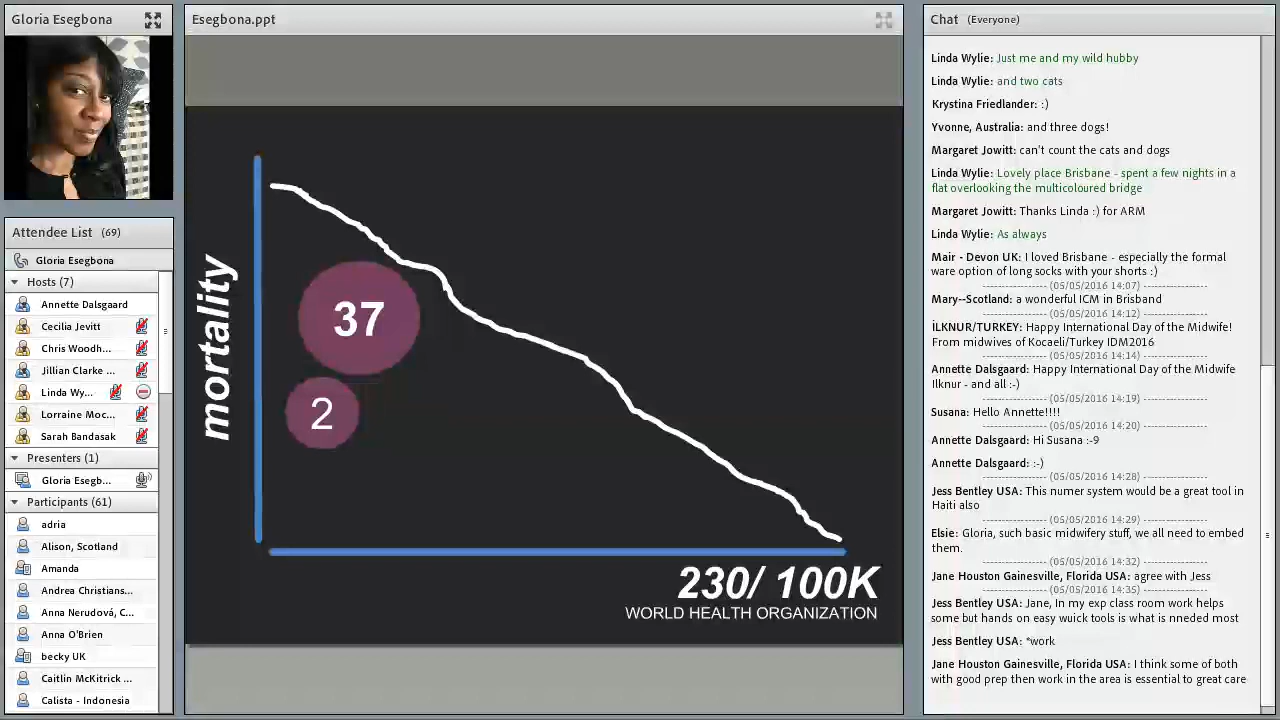 Gloria Esegbona
Attendee List (69)
Gloria Esegbona
Hosts (7)
Annette Dalsgaard
Cecilia Jevitt
Chris Woodh...
Jillian Clarke ...
Linda Wy...
Lorraine Moc...
Sarah Bandasak
Presenters (1)
Gloria Esegb...
Participants (61)
adria
Alison, Scotland
Amanda
Andrea Christians...
Anna Nerudová, C...
Anna O'Brien
becky UK
Caitlin McKitrick ...
Calista - Indonesia
Esegbona.ppt
mortality
37
2
230/ 100K
WORLD HEALTH ORGANIZATION
Chat (Everyone)
Linda Wylie: Just me and my wild hubby
Linda Wylie: and two cats
Krystina Friedlander: :)
Yvonne, Australia: and three dogs!
Margaret Jowitt: can't count the cats and dogs
Linda Wylie: Lovely place Brisbane - spent a few nights in a
flat overlooking the multicoloured bridge
Margaret Jowitt: Thanks Linda :) for ARM
Linda Wylie: As always
Mair - Devon UK: I loved Brisbane - especially the formal
ware option of long socks with your shorts :)
------------------ (05/05/2016 14:07) ------------------
Mary--Scotland: a wonderful ICM in Brisband
------------------ (05/05/2016 14:12) ------------------
İLKNUR/TURKEY: Happy International Day of the Midwife!
From midwives of Kocaeli/Turkey IDM2016
------------------ (05/05/2016 14:14) ------------------
Annette Dalsgaard: Happy International Day of the Midwife
Ilknur - and all :-)
------------------ (05/05/2016 14:19) ------------------
Susana: Hello Annette!!!!
------------------ (05/05/2016 14:20) ------------------
Annette Dalsgaard: Hi Susana :-9
Annette Dalsgaard: :-)
------------------ (05/05/2016 14:28) ------------------
Jess Bentley USA: This numer system would be a great tool in
Haiti also
------------------ (05/05/2016 14:29) ------------------
Elsie: Gloria, such basic midwifery stuff, we all need to embed
them.
------------------ (05/05/2016 14:32) ------------------
Jane Houston Gainesville, Florida USA: agree with Jess
------------------ (05/05/2016 14:35) ------------------
Jess Bentley USA: Jane, In my exp class room work helps
some but hands on easy wuick tools is what is nneded most
Jess Bentley USA: *work
Jane Houston Gainesville, Florida USA: I think some of both
with good prep then work in the area is essential to great care